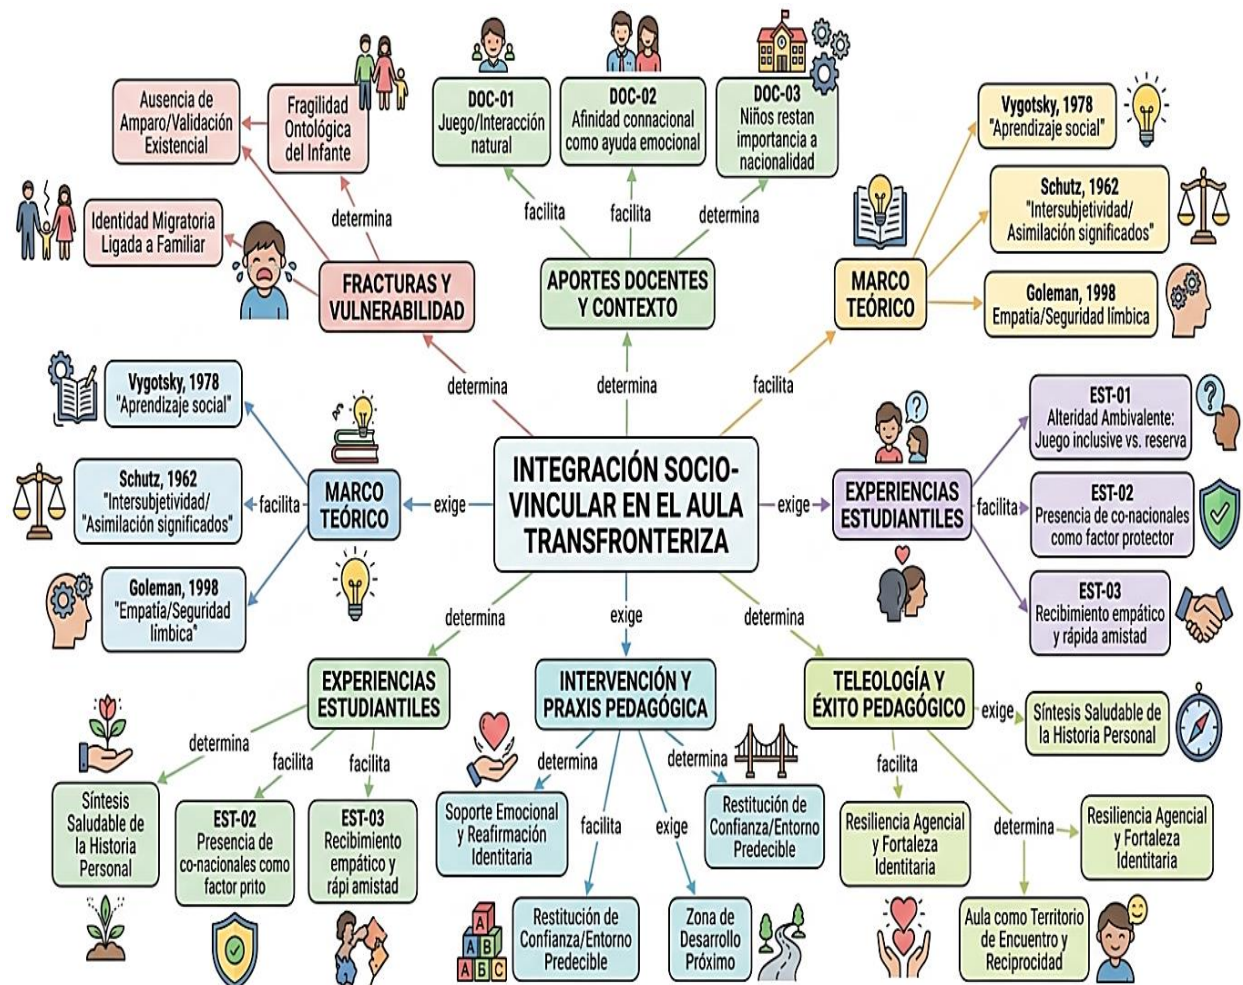 Ausencia de
Amparo/Validación
Existencial
Fragilidad
Ontológica
del Infante
Identidad Migratoria
Ligada a Familiar
determina
FRACTURAS Y
VULNERABILIDAD
determina
DOC-01
Juego/Interacción
natural
DOC-02
Afinidad connacional
como ayuda emocional
DOC-03
Niños restan
importancia a
nacionalidad
facilita
facilita
determina
APORTES DOCENTES
Y CONTEXTO
determina
Vygotsky, 1978
"Aprendizaje social"
Schutz, 1962
"Intersubjetividad/
Asimilación significados"
Goleman, 1998
Empatía/Seguridad límbica
MARCO
TEÓRICO
facilita
Vygotsky, 1978
"Aprendizaje social"
Schutz, 1962
"Intersubjetividad/
Asimilación significados"
Goleman, 1998
"Empatía/Seguridad
límbica"
facilita
MARCO
TEÓRICO
exige
INTEGRACIÓN SOCIO-
VINCULAR EN EL AULA
TRANSFRONTERIZA
exige
EXPERIENCIAS
ESTUDIANTILES
facilita
EST-01
Alteridad Ambivalente:
Juego inclusive vs. reserva
EST-02
Presencia de co-nacionales
como factor protector
EST-03
Recibimiento empático
y rápida amistad
determina
exige
determina
EXPERIENCIAS
ESTUDIANTILES
determina
facilita
facilita
Síntesis
Saludable de
la Historia
Personal
EST-02
Presencia de
co-nacionales como
factor prito
EST-03
Recibimiento
empático y
rápi amistad
INTERVENCIÓN Y
PRAXIS PEDAGÓGICA
determina
facilita
exige
determina
Soporte Emocional
y Reafirmación
Identitaria
Restitución de
Confianza/Entorno
Predecible
Zona de
Desarrollo
Próximo
Restitución de
Confianza/Entorno
Predecible
A
A B
A B C
TELEOLOGÍA Y
ÉXITO PEDAGÓGICO
exige
facilita
determina
Síntesis Saludable de
la Historia Personal
Resiliencia Agencial
y Fortaleza
Identitaria
Resiliencia Agencial
y Fortaleza
Identitaria
Aula como Territorio
de Encuentro y
Reciprocidad